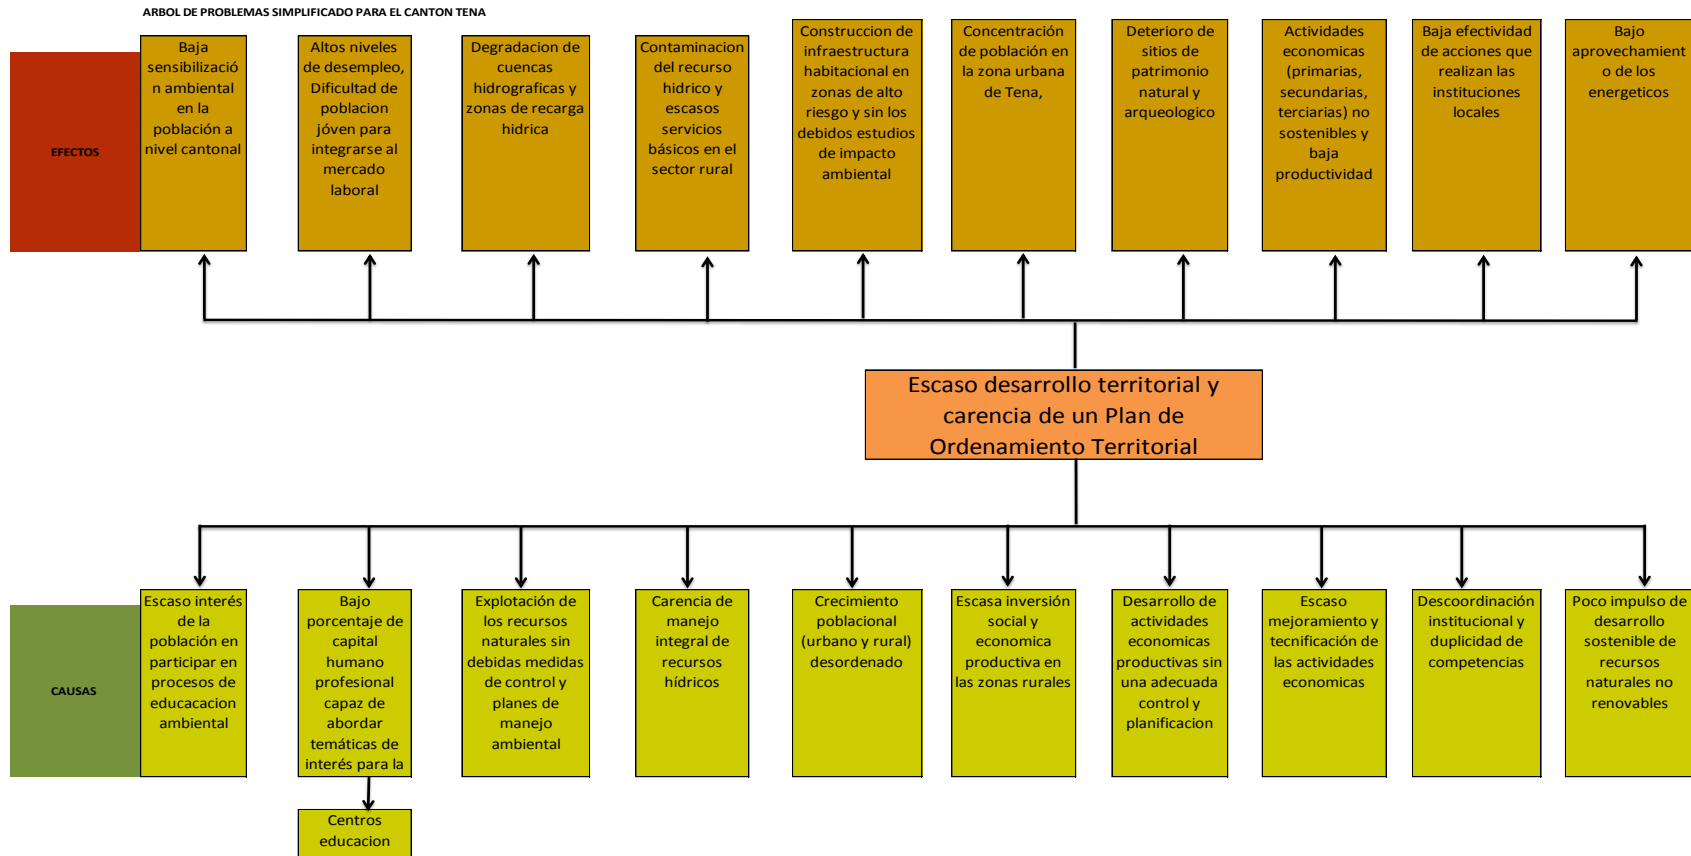 ARBOL DE PROBLEMAS SIMPLIFICADO PARA EL CANTON TENA
EFECTOS
Baja
sensibilizació
n ambiental
en la
población a
nivel cantonal
Altos niveles
de desempleo,
Dificultad de
poblacion
jóven para
integrarse al
mercado
laboral
Degradacion de
cuencas
hidrograficas y
zonas de recarga
hidrica
Contaminacion
del recurso
hidrico y
escasos
servicios
básicos en el
sector rural
Construccion de
infraestructura
habitacional en
zonas de alto
riesgo y sin los
debidos estudios
de impacto
ambiental
Concentración
de población en
la zona urbana
de Tena,
Deterioro de
sitios de
patrimonio
natural y
arqueologico
Actividades
economicas
(primarias,
secundarias,
terciarias) no
sostenibles y
baja
productividad
Baja efectividad
de acciones que
realizan las
instituciones
locales
Bajo
aprovechamient
o de los
energeticos
Escaso desarrollo territorial y
carencia de un Plan de
Ordenamiento Territorial
CAUSAS
Escaso interés
de la
población en
participar en
procesos de
educacacion
ambiental
Bajo
porcentaje de
capital
humano
profesional
capaz de
abordar
temáticas de
interés para la
Explotación de
los recursos
naturales sin
debidas medidas
de control y
planes de
manejo
ambiental
Carencia de
manejo
integral de
recursos
hídricos
Crecimiento
poblacional
(urbano y rural)
desordenado
Escasa inversión
social y
economica
productiva en
las zonas rurales
Desarrollo de
actividades
economicas
productivas sin
una adecuada
control y
planificacion
Escaso
mejoramiento y
tecnificación de
las actividades
economicas
Descoordinación
institucional y
duplicidad de
competencias
Poco impulso de
desarrollo
sostenible de
recursos
naturales no
renovables
Centros
educacion